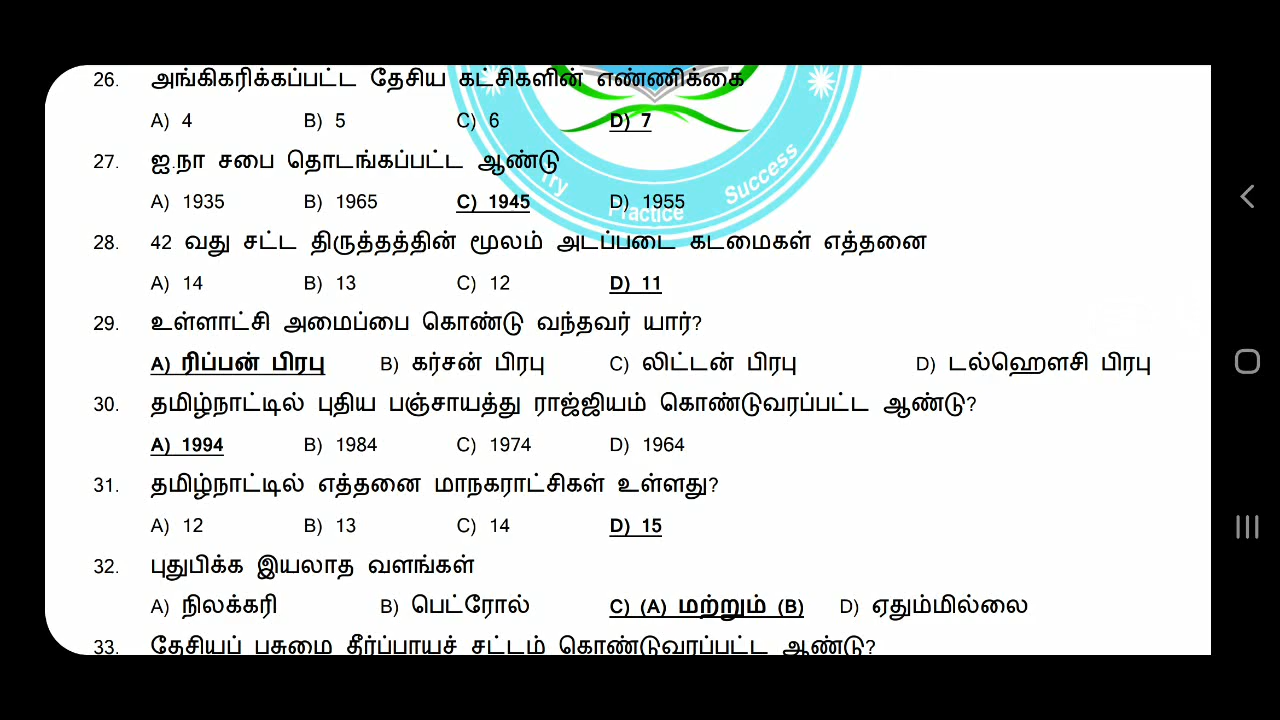 26. அங்கிகரிக்கப்பட்ட தேசிய கட்சிகளின் எண்ணிக்கை
A) 4 B) 5 C) 6 D) 7
27. ஐ.நா சபை தொடங்கப்பட்ட ஆண்டு
A) 1935 B) 1965 C) 1945 D) 1955
28. 42 வது சட்ட திருத்தத்தின் மூலம் அடப்படை கடமைகள் எத்தனை
A) 14 B) 13 C) 12 D) 11
29. உள்ளாட்சி அமைப்பை கொண்டு வந்தவர் யார்?
A) ரிப்பன் பிரபு B) கர்சன் பிரபு C) லிட்டன் பிரபு D) டல்ஹௌசி பிரபு
30. தமிழ்நாட்டில் புதிய பஞ்சாயத்து ராஜ்ஜியம் கொண்டுவரப்பட்ட ஆண்டு?
A) 1994 B) 1984 C) 1974 D) 1964
31. தமிழ்நாட்டில் எத்தனை மாநகராட்சிகள் உள்ளது?
A) 12 B) 13 C) 14 D) 15
32. புதுபிக்க இயலாத வளங்கள்
A) நிலக்கரி B) பெட்ரோல் C) (A) மற்றும் (B) D) ஏதும்மில்லை
33. தேசியப் பசுமை தீர்ப்பாயச் சட்டம் கொண்டுவரப்பட்ட ஆண்டு?
Try Practice Success